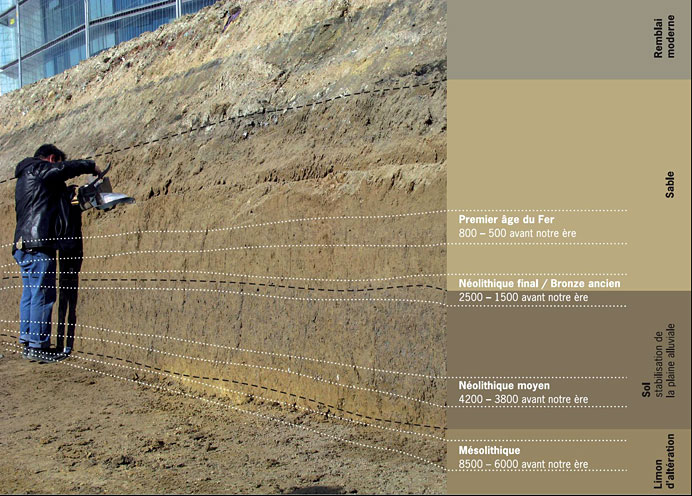 Remblai
moderne
Sable
Premier âge du Fer
800 – 500 avant notre ère
Néolithique final / Bronze ancien
2500 – 1500 avant notre ère
Sol
stabilisation de
la plaine alluviale
Néolithique moyen
4200 – 3800 avant notre ère
Mésolithique
8500 – 6000 avant notre ère
Limon
d'altération